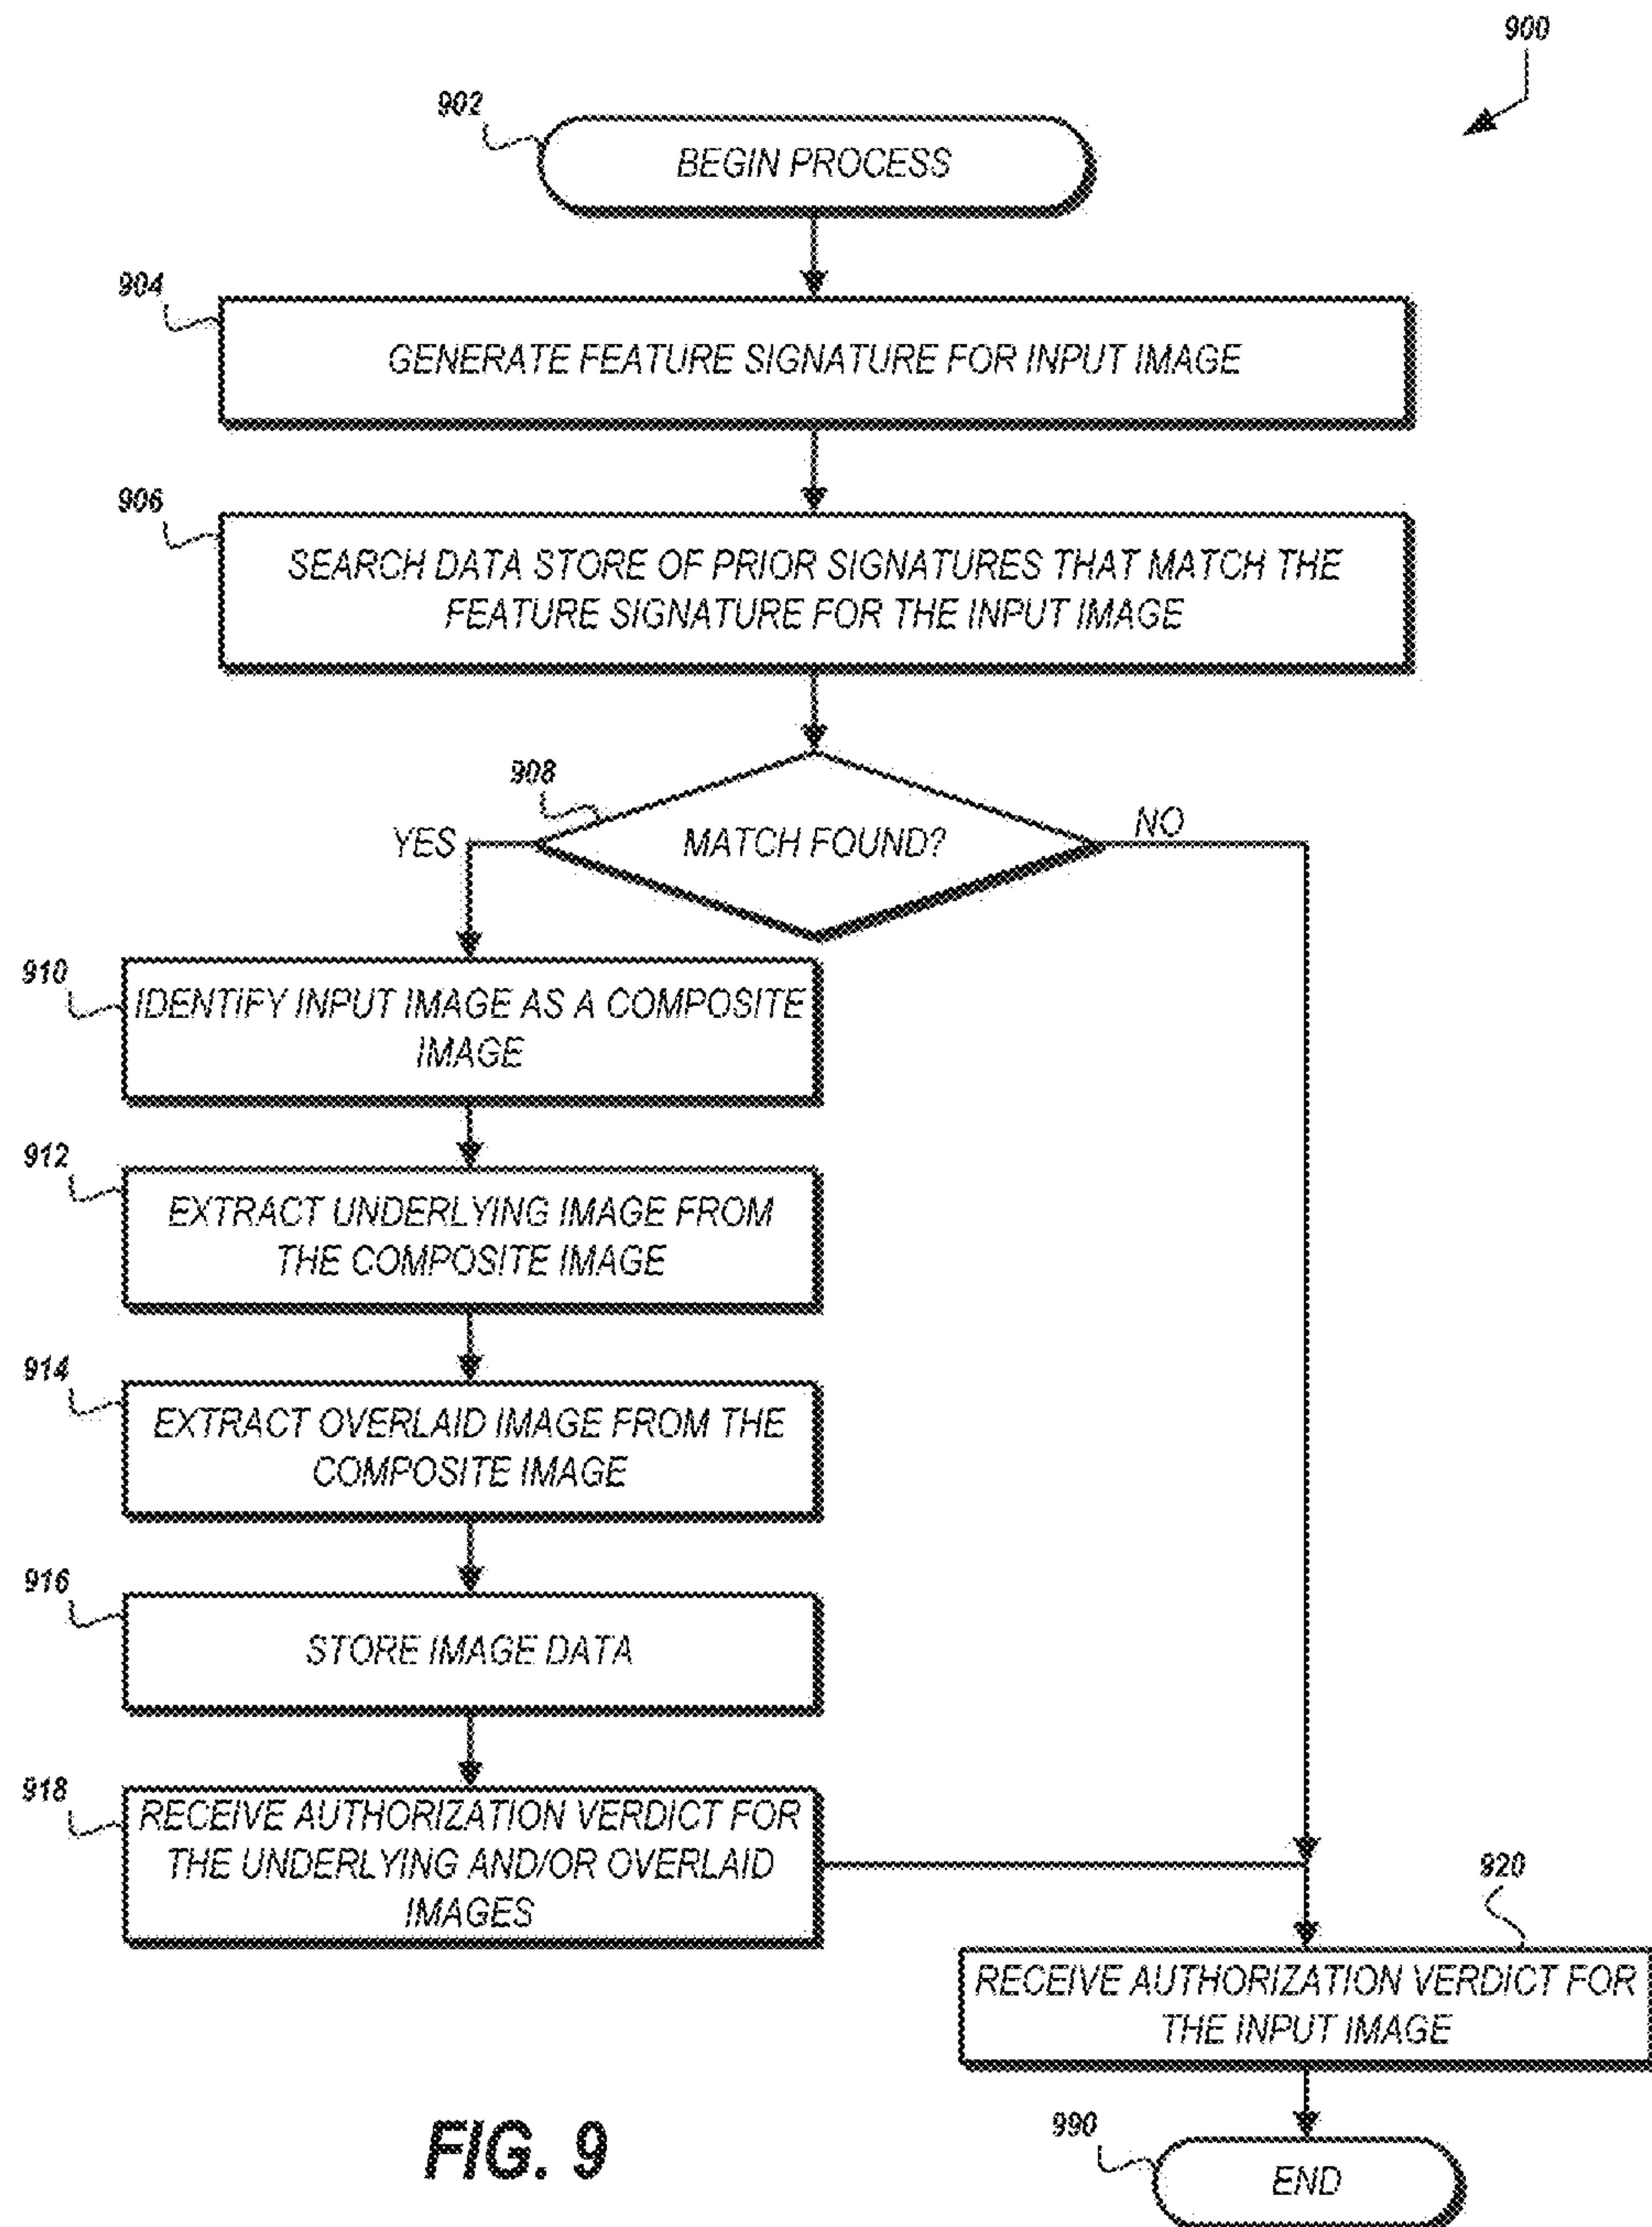 900
902
BEGIN PROCESS
904
GENERATE FEATURE SIGNATURE FOR INPUT IMAGE
906
SEARCH DATA STORE OF PRIOR SIGNATURES THAT MATCH THE
FEATURE SIGNATURE FOR THE INPUT IMAGE
908
YES
MATCH FOUND?
NO
910
IDENTIFY INPUT IMAGE AS A COMPOSITE
IMAGE
912
EXTRACT UNDERLYING IMAGE FROM
THE COMPOSITE IMAGE
914
EXTRACT OVERLAID IMAGE FROM THE
COMPOSITE IMAGE
916
STORE IMAGE DATA
918
RECEIVE AUTHORIZATION VERDICT FOR
THE UNDERLYING AND/OR OVERLAID
IMAGES
920
RECEIVE AUTHORIZATION VERDICT FOR
THE INPUT IMAGE
990
END
FIG. 9